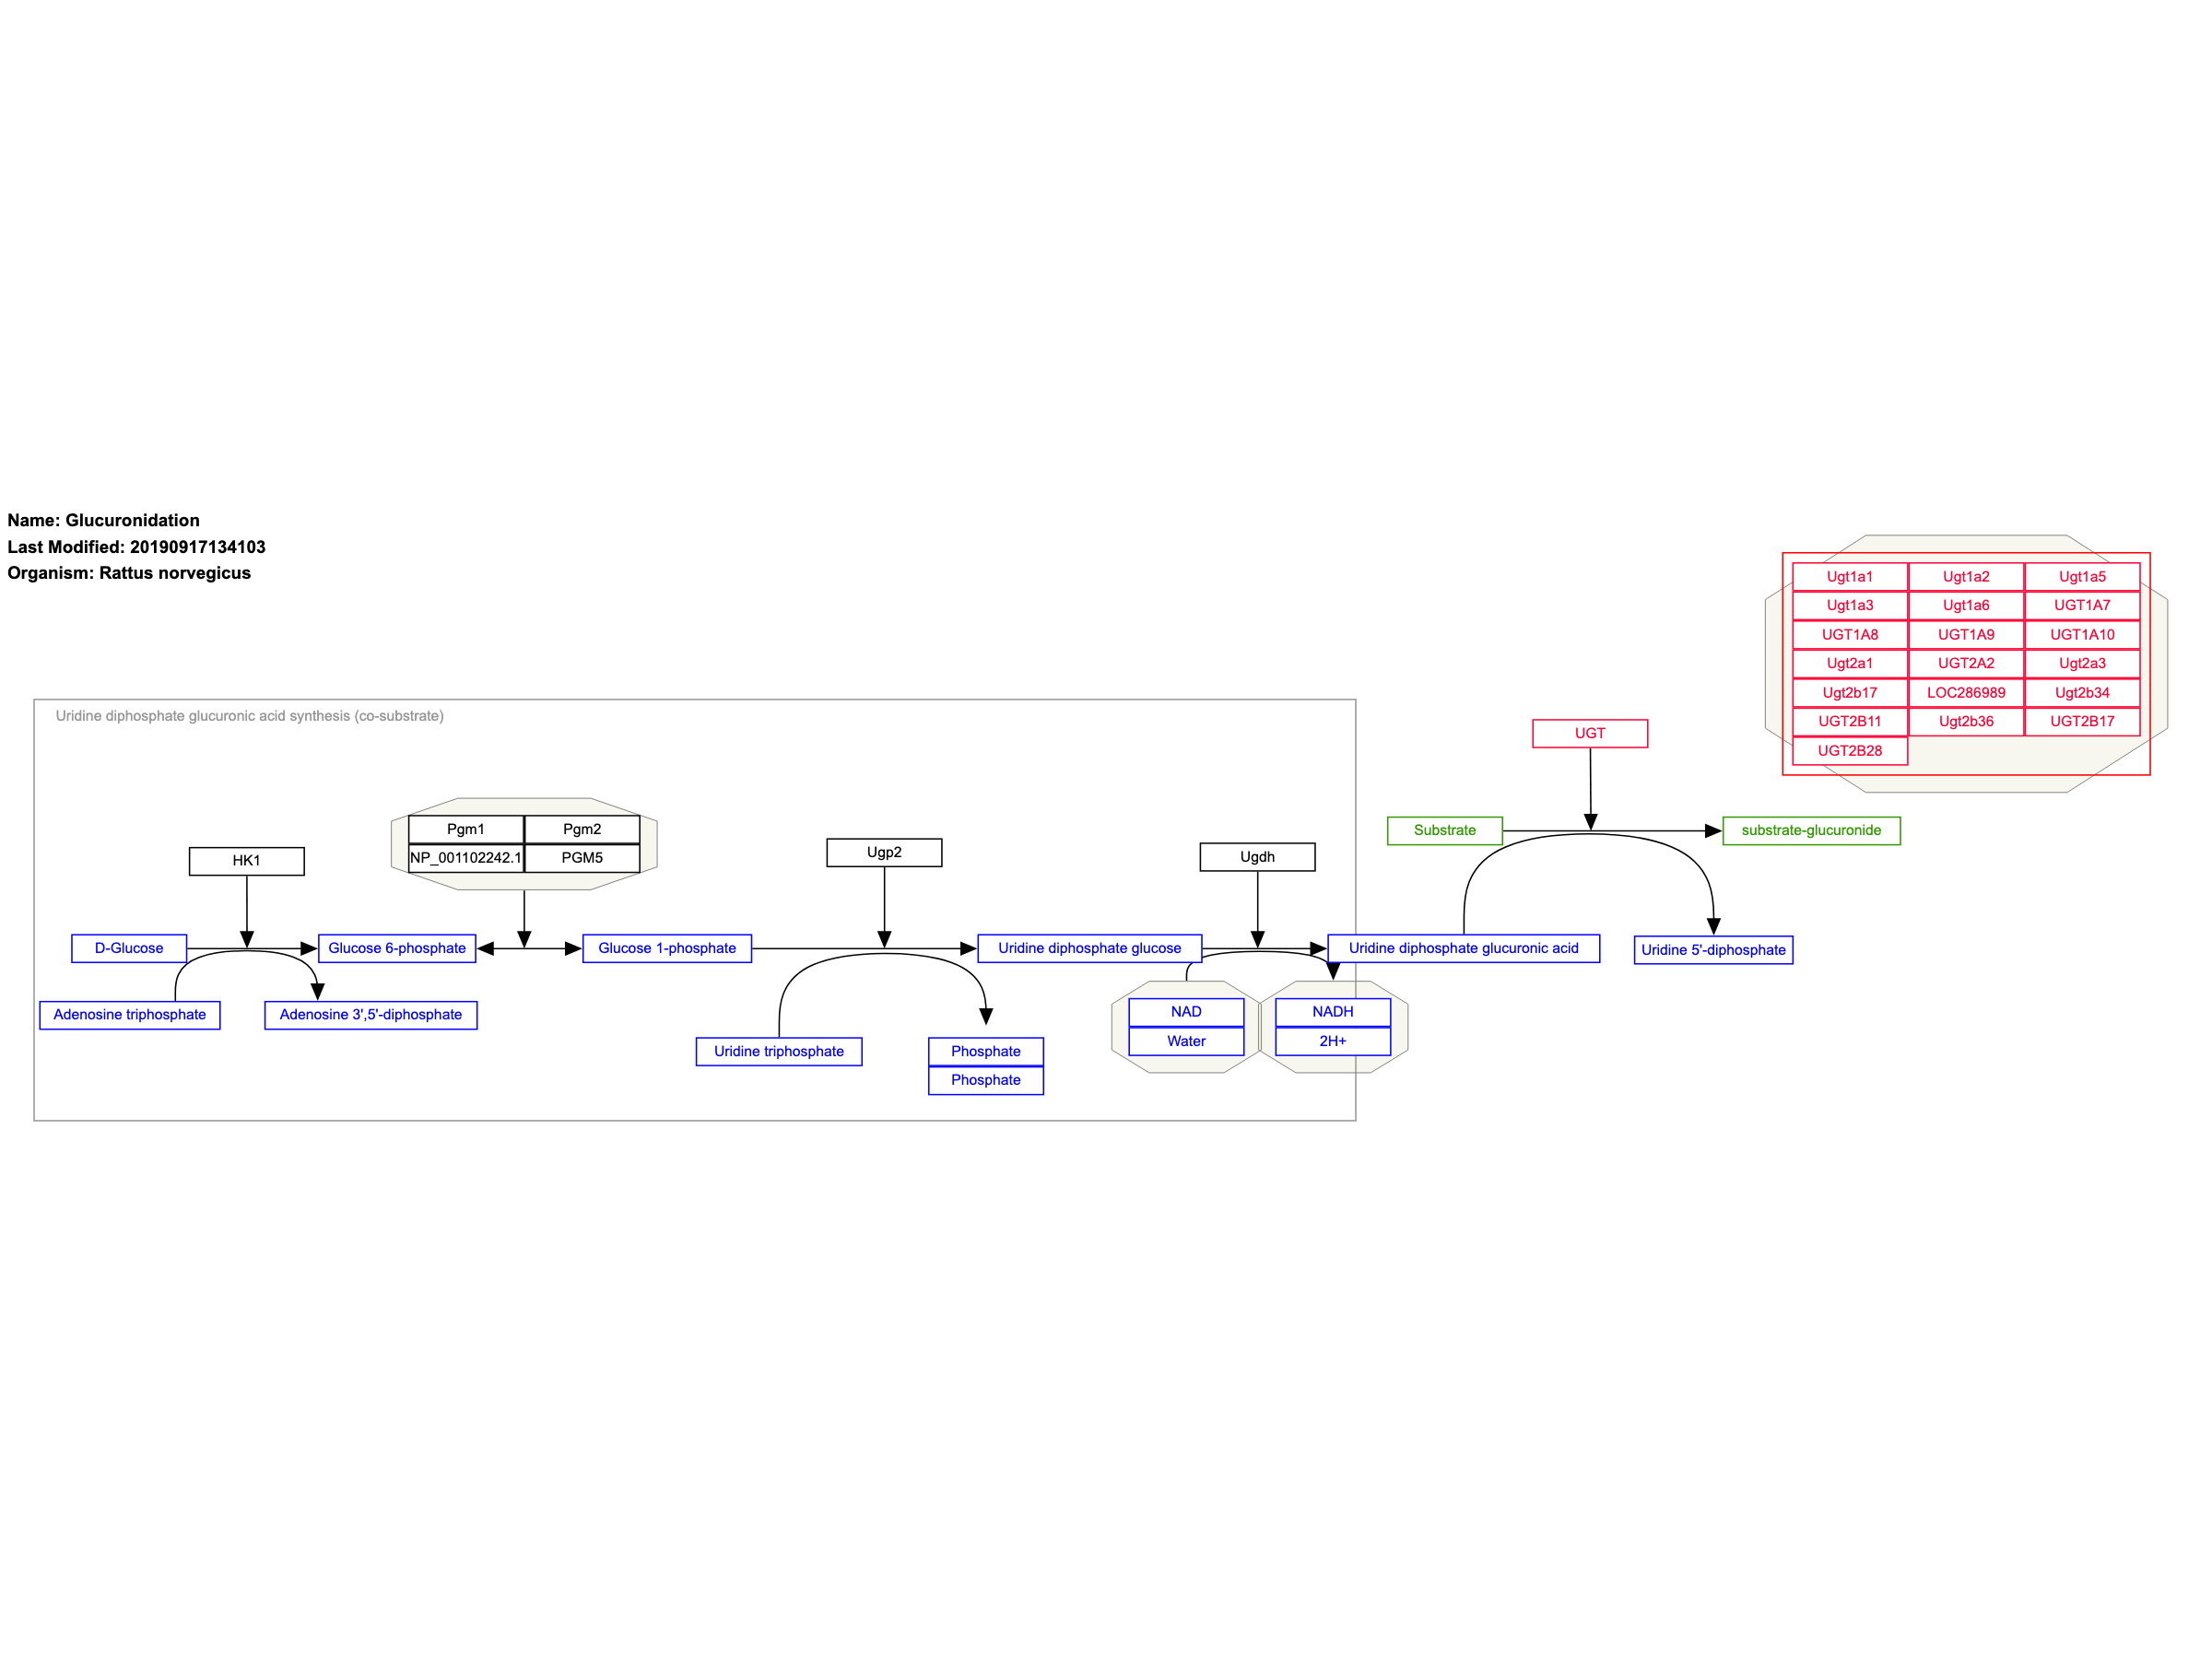 Name: Glucuronidation
Last Modified: 20190917134103
Organism: Rattus norvegicus
Ugt1a1 Ugt1a2 Ugt1a5
Ugt1a3 Ugt1a6 UGT1A7
UGT1A8 UGT1A9 UGT1A10
Ugt2a1 UGT2A2 Ugt2a3
Ugt2b17 LOC286989 Ugt2b34
UGT2B11 Ugt2b36 UGT2B17
UGT2B28
Uridine diphosphate glucuronic acid synthesis (co-substrate)
UGT
Pgm1 Pgm2
NP_001102242.1 PGM5
HK1
Ugp2
Ugdh
Substrate
substrate-glucuronide
D-Glucose
Glucose 6-phosphate
Glucose 1-phosphate
Uridine diphosphate glucose
Uridine diphosphate glucuronic acid
Uridine 5'-diphosphate
Adenosine triphosphate
Adenosine 3',5'-diphosphate
Uridine triphosphate
Phosphate
Phosphate
NAD
Water
NADH
2H+